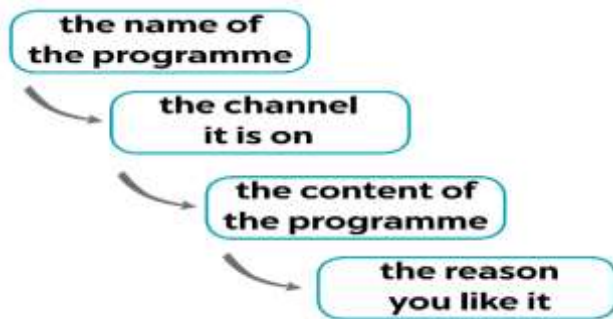 the name of
the programme
the channel
it is on
the content of
the programme
the reason
you like it